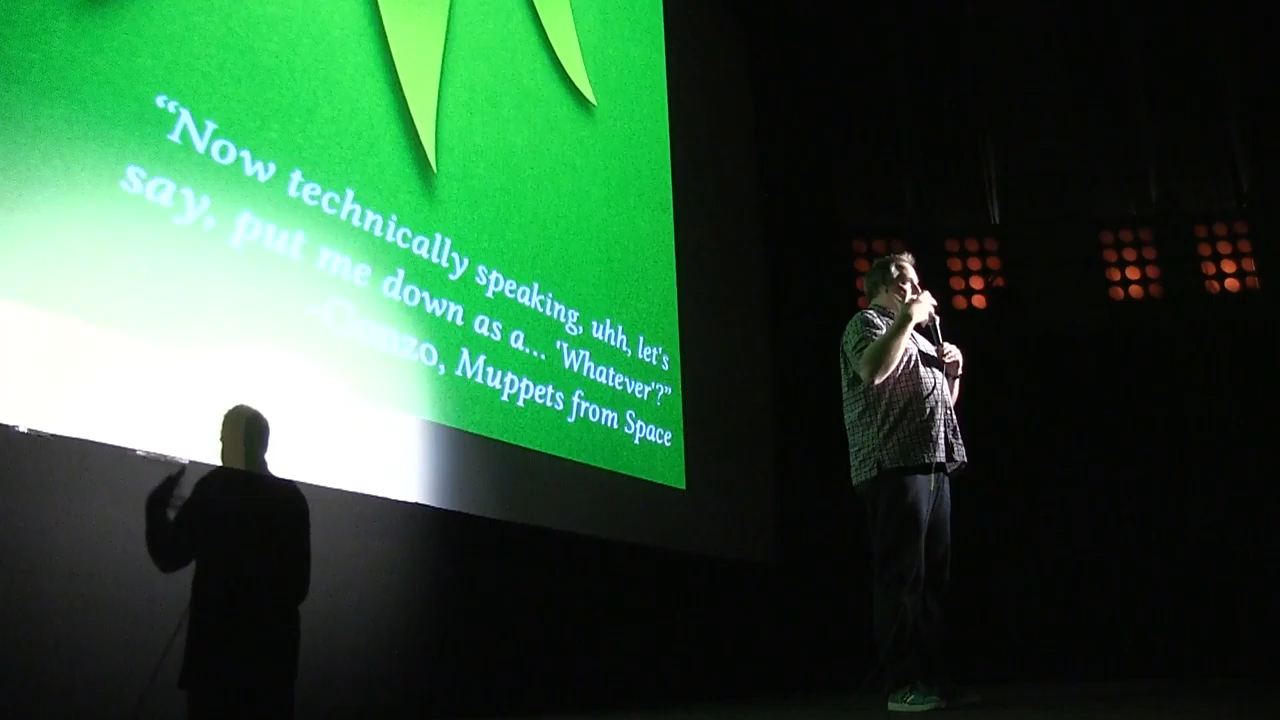 “Now technically speaking, uhh, let's
say, put me down as a... 'Whatever'?”
-Gonzo, Muppets from Space